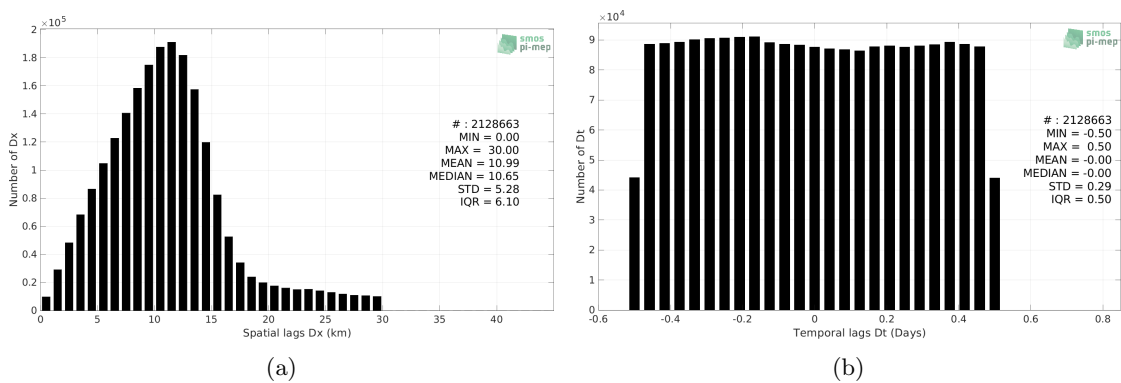 ×10^5
smos
pi-mep
2
1.8
1.6
1.4
1.2
1
0.8
0.6
0.4
0.2
0
Number of Dx
# : 2128663
MIN = 0.00
MAX = 30.00
MEAN = 10.99
MEDIAN = 10.65
STD = 5.28
IQR = 6.10
0 5 10 15 20 25 30 35 40
Spatial lags Dx (km)
(a)
×10^4
smos
pi-mep
9
8
7
6
5
4
3
2
1
0
Number of Dt
# : 2128663
MIN = -0.50
MAX = 0.50
MEAN = -0.00
MEDIAN = -0.00
STD = 0.29
IQR = 0.50
-0.6 -0.4 -0.2 0 0.2 0.4 0.6 0.8
Temporal lags Dt (Days)
(b)